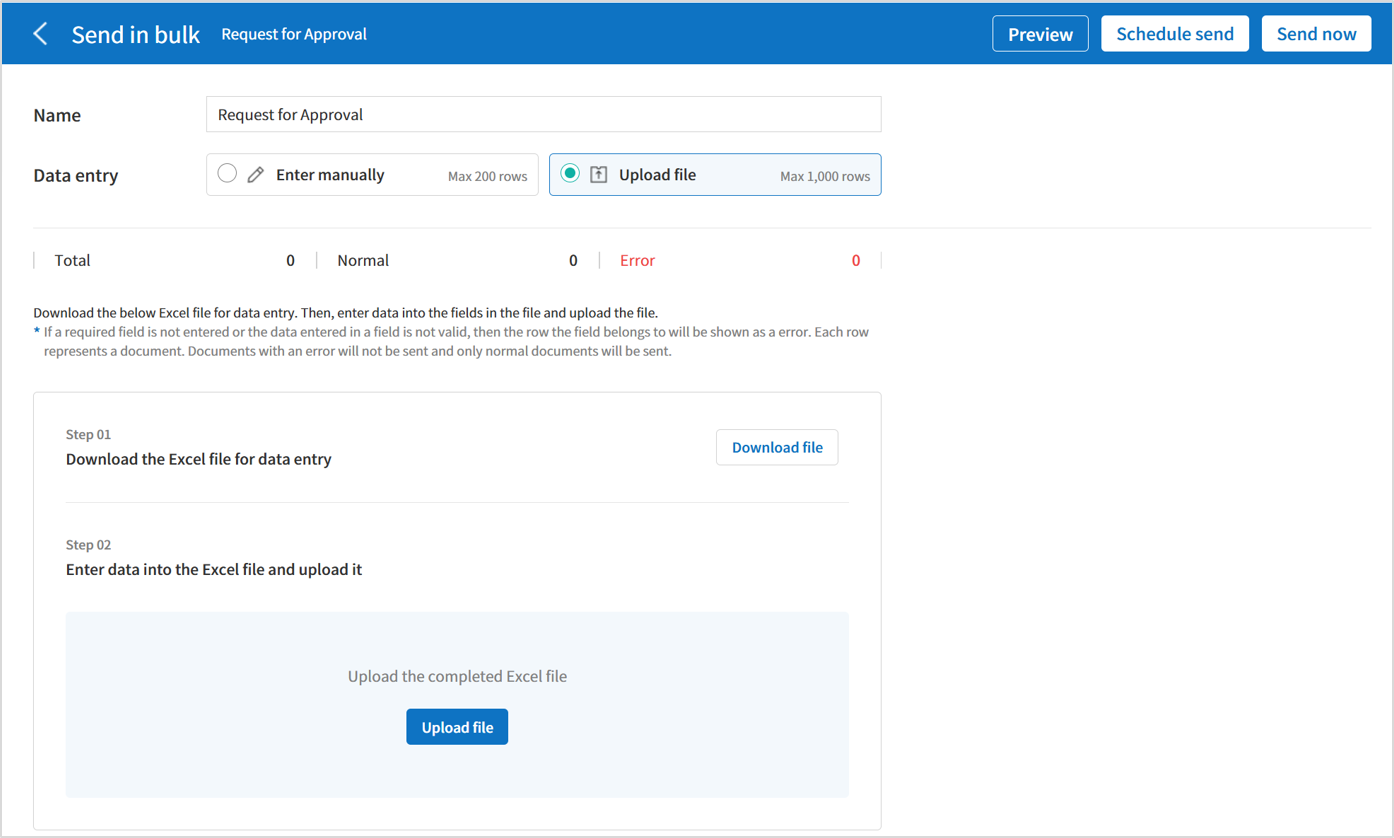 Send in bulk Request for Approval Preview Schedule send Send now
Name Request for Approval
Data entry Enter manually Max 200 rows Upload file Max 1,000 rows
Total 0 Normal 0 Error 0
Download the below Excel file for data entry. Then, enter data into the fields in the file and upload the file.
* If a required field is not entered or the data entered in a field is not valid, then the row the field belongs to will be shown as a error. Each row
represents a document. Documents with an error will not be sent and only normal documents will be sent.
Step 01
Download the Excel file for data entry
Download file
Step 02
Enter data into the Excel file and upload it
Upload the completed Excel file
Upload file